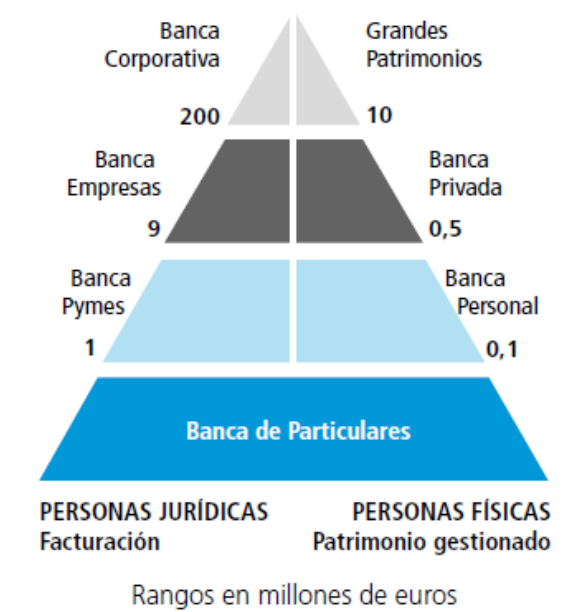 Banca
Corporativa
Grandes
Patrimonios
200
10
Banca
Empresas
Banca
Privada
9
0,5
Banca
Pymes
Banca
Personal
1
0,1
Banca de Particulares
PERSONAS JURÍDICAS
Facturación
PERSONAS FÍSICAS
Patrimonio gestionado
Rangos en millones de euros